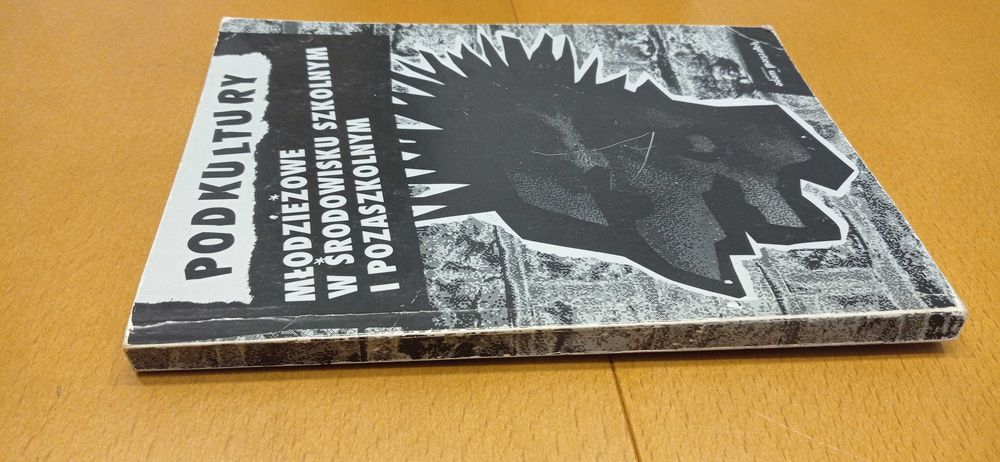 PODKULTURY
MŁODZIEŻOWE
W ŚRODOWISKU SZKOLNYM
I POZASZKOLNYM